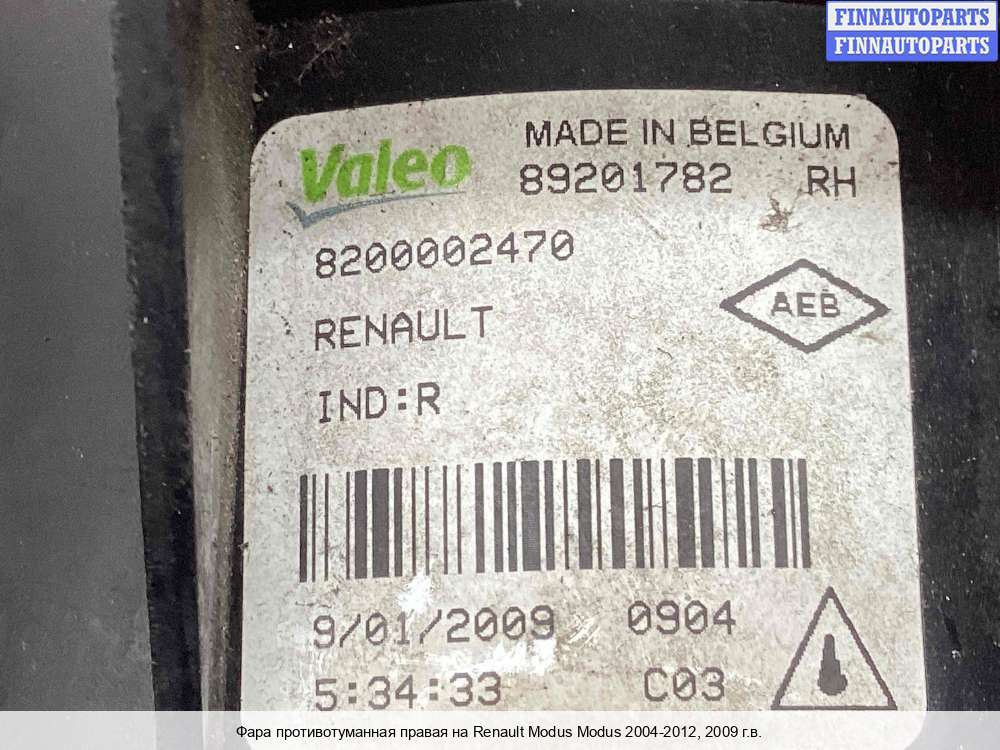 FINNAUTOPARTS
FINNAUTOPARTS
Valeo
MADE IN BELGIUM
89201782 RH
8200002470
AEB
RENAULT
IND:R
9/01/2009 0904
5:34:33 C03
Фара противотуманная правая на Renault Modus Modus 2004-2012, 2009 г.в.